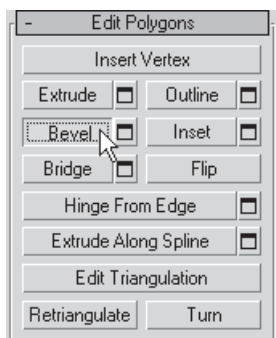 - Edit Polygons
Insert Vertex
Extrude Outline
Bevel Inset
Bridge Flip
Hinge From Edge
Extrude Along Spline
Edit Triangulation
Retriangulate Turn